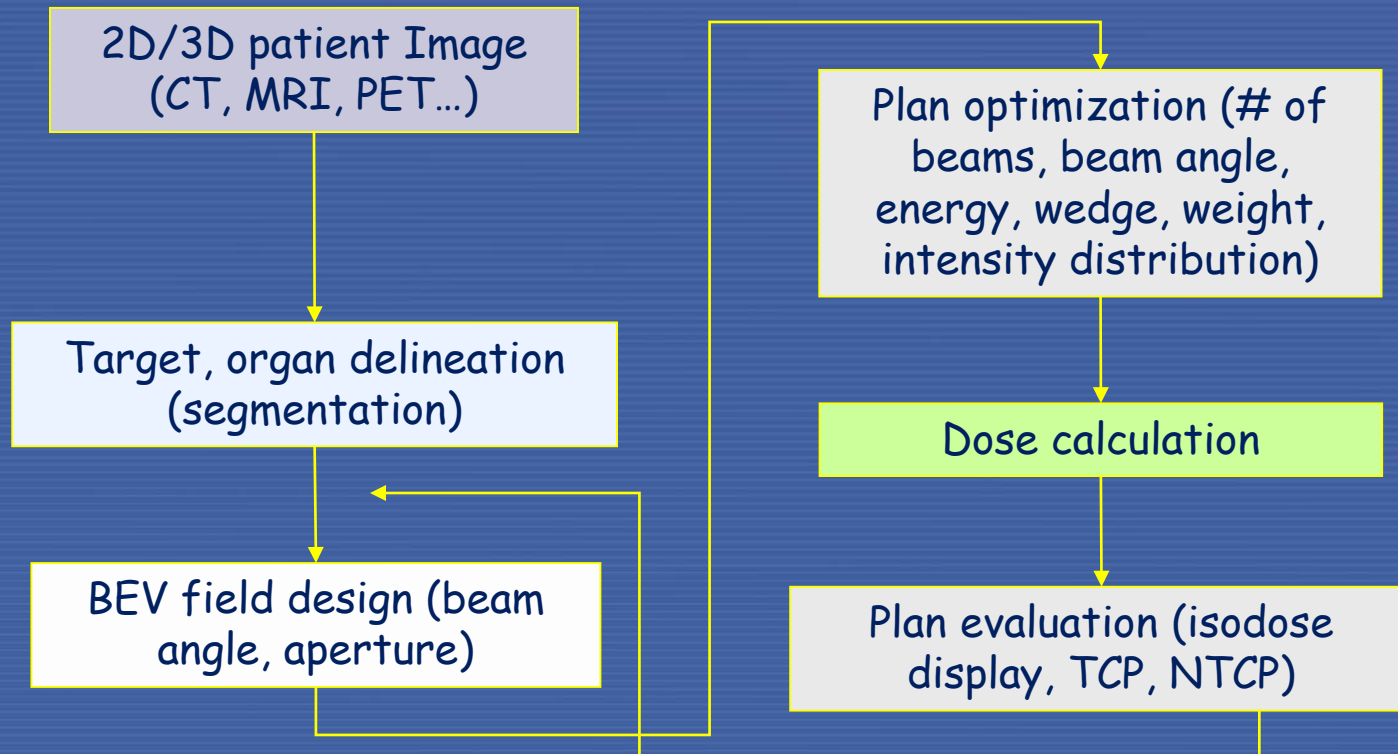 2D/3D patient Image
(CT, MRI, PET…)
Target, organ delineation
(segmentation)
BEV field design (beam
angle, aperture)
Plan optimization (# of
beams, beam angle,
energy, wedge, weight,
intensity distribution)
Dose calculation
Plan evaluation (isodose
display, TCP, NTCP)